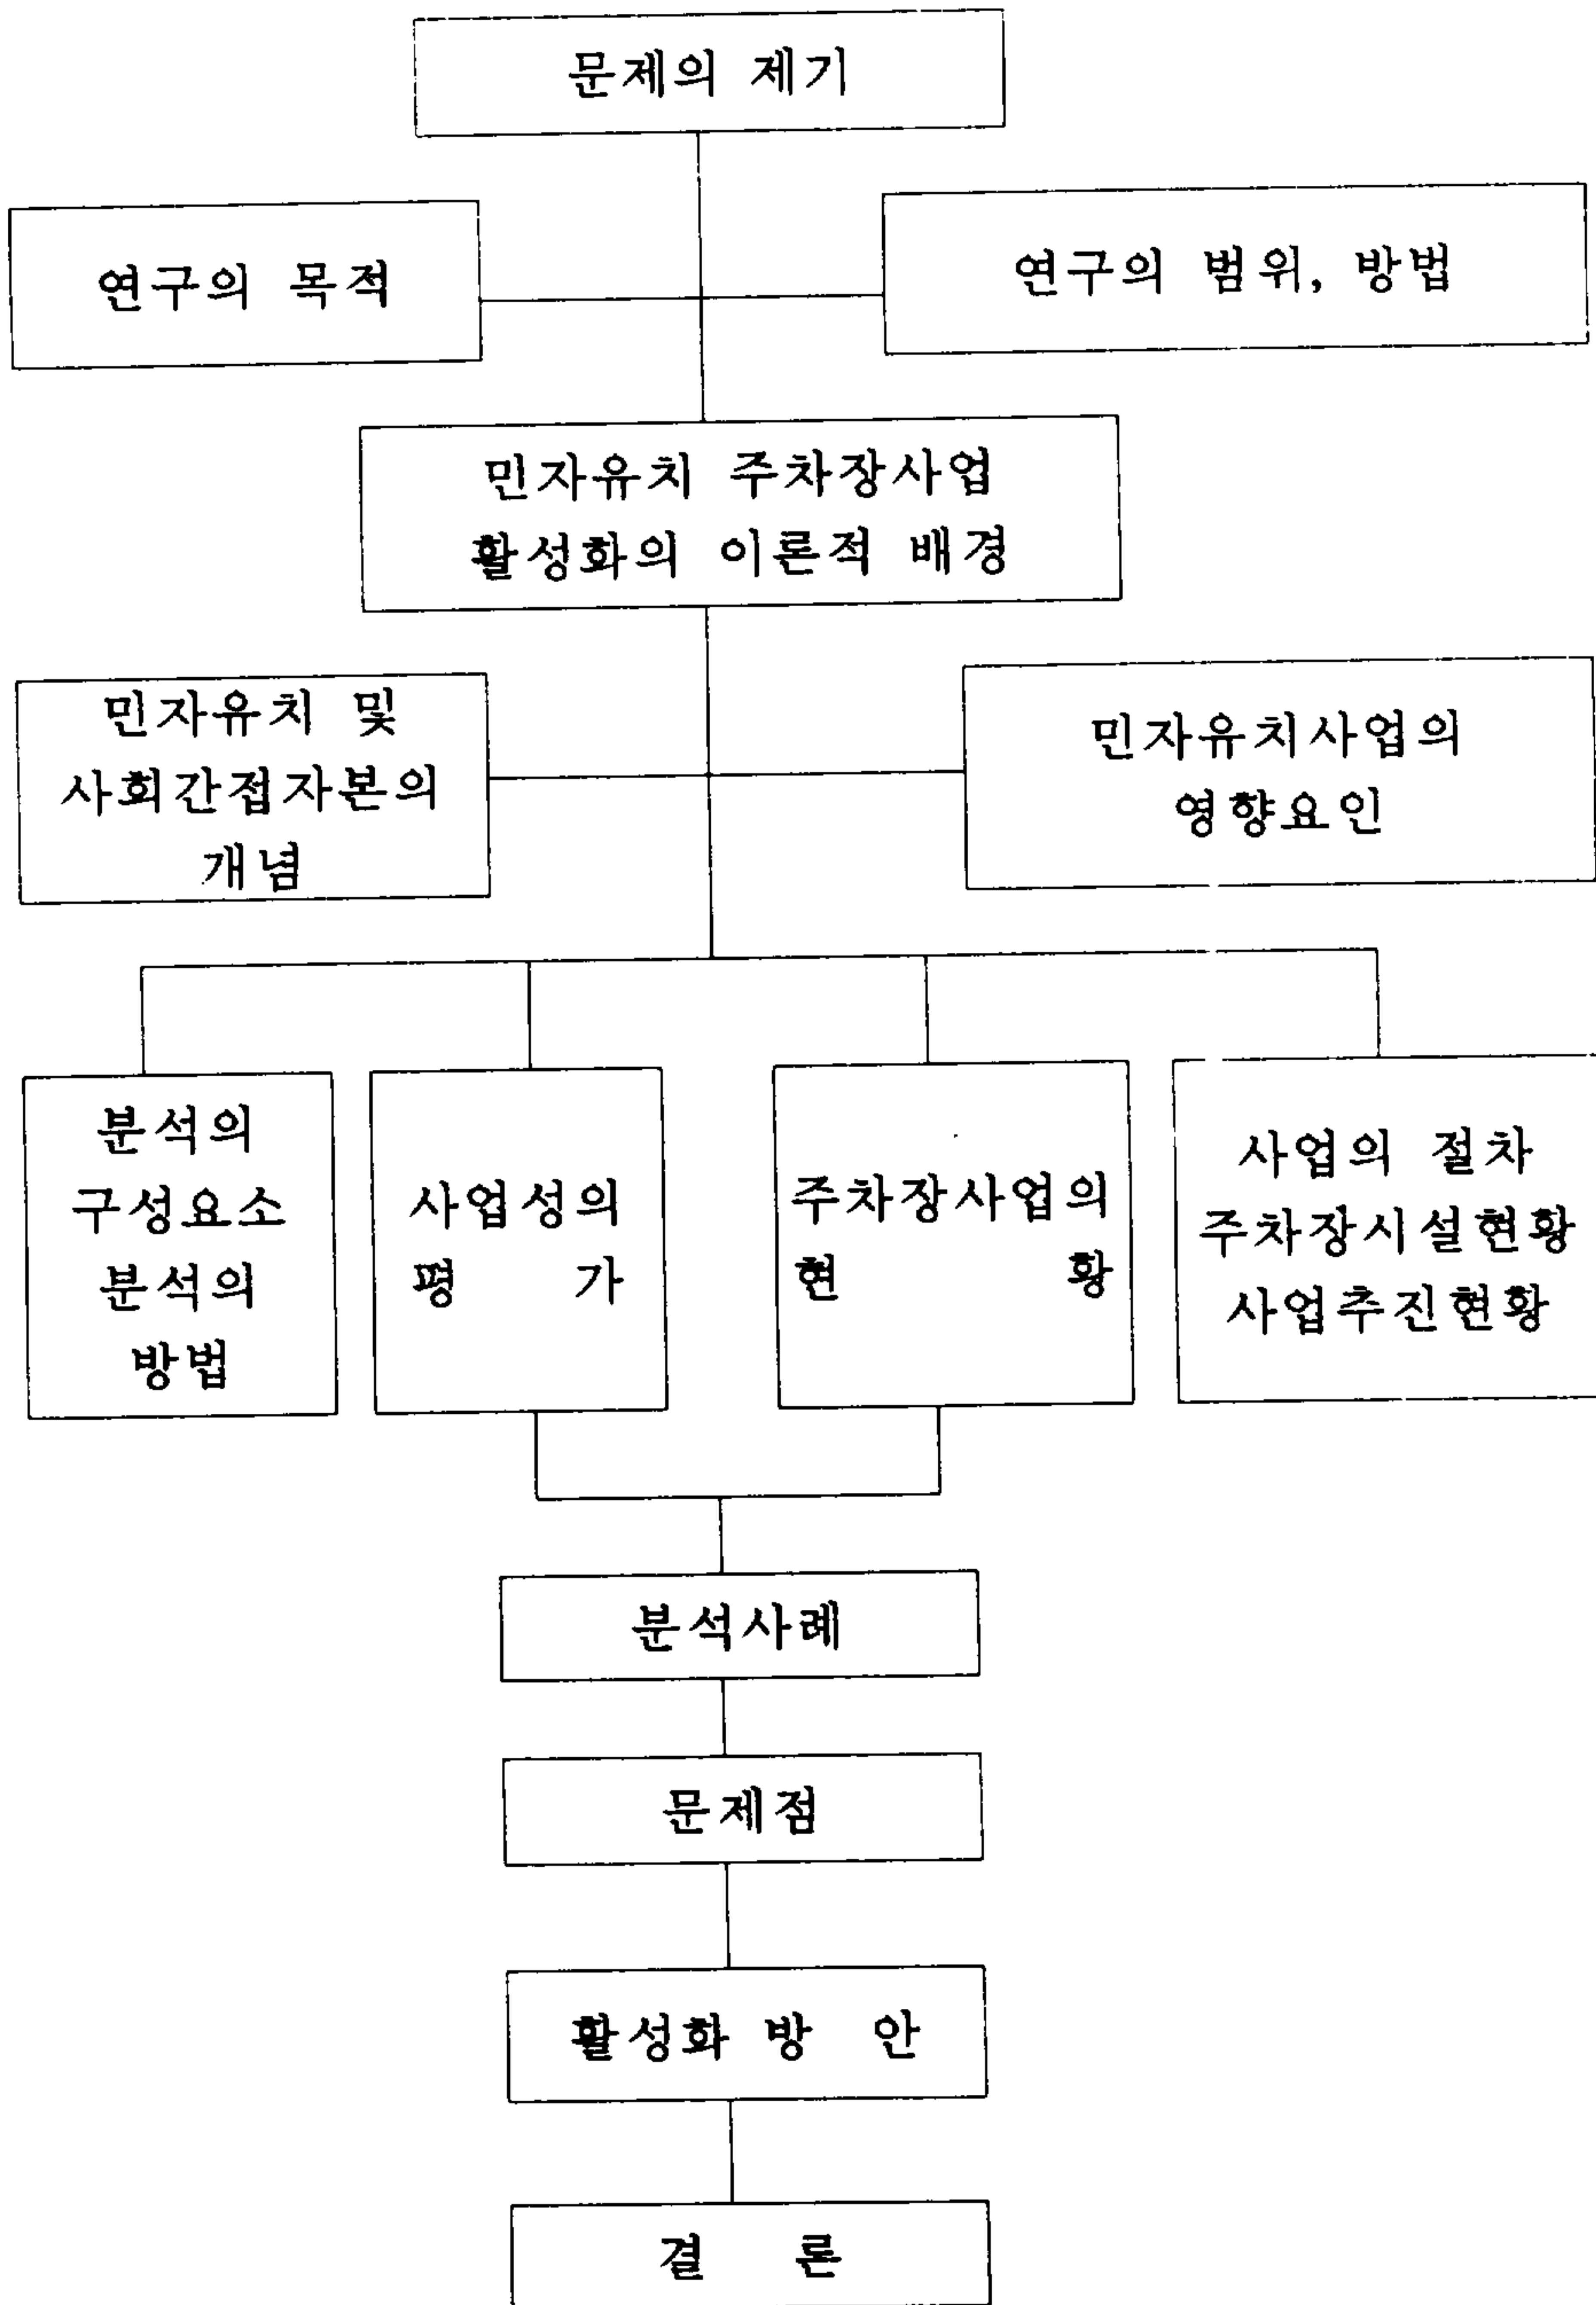 문제의 제기
연구의 목적
연구의 범위, 방법
민자유치 주차장사업
활성화의 이론적 배경
민자유치 및
사회간접자본의
개념
민자유치사업의
영향요인
분석의
구성요소
분석의
방법
사업성의
평 가
주차장사업의
현 황
사업의 절차
주차장시설현황
사업추진현황
분석사례
문제점
활성화 방 안
결 론